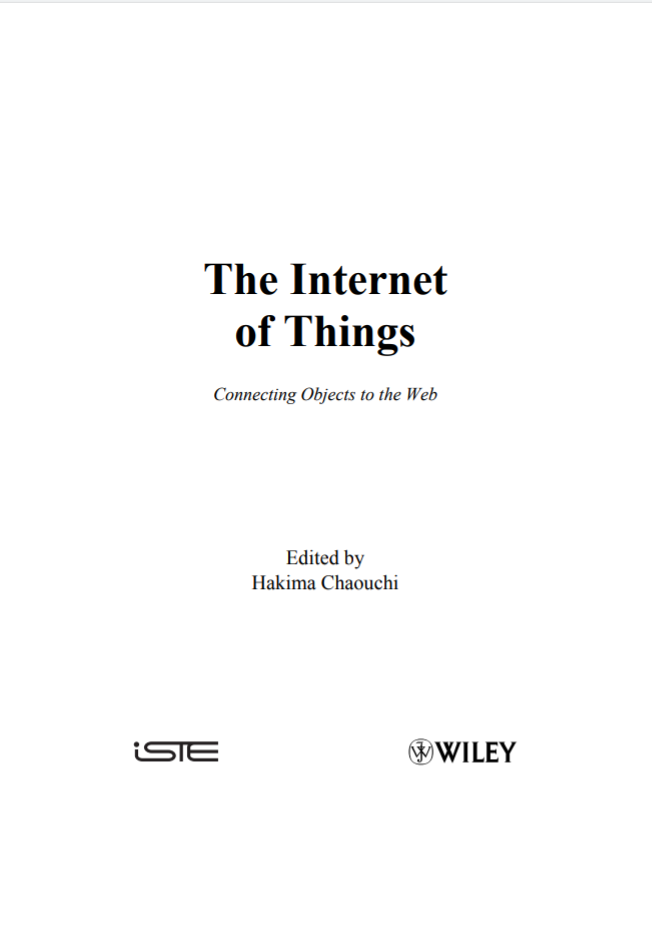 The Internet
of Things
Connecting Objects to the Web
Edited by
Hakima Chaouchi
iSTE
WILEY